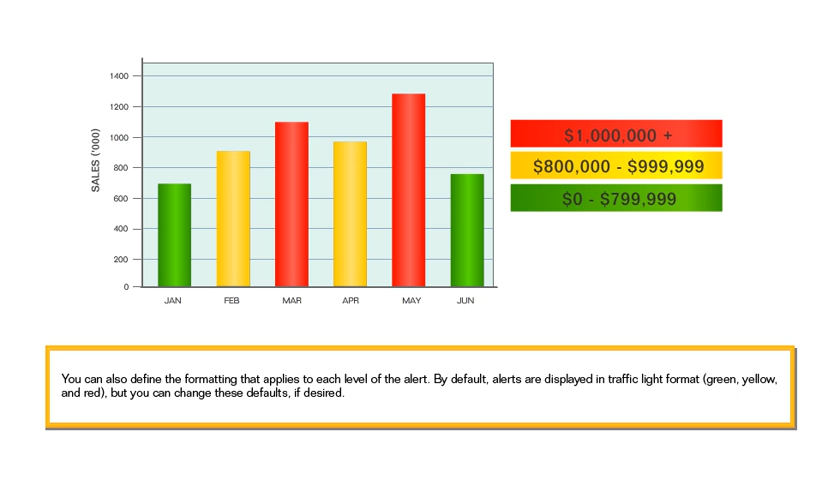 SALES ('000)
1400
1200
1000
800
600
400
200
0
JAN FEB MAR APR MAY JUN
$1,000,000 +
$800,000 - $999,999
$0 - $799,999
You can also define the formatting that applies to each level of the alert. By default, alerts are displayed in traffic light format (green, yellow,
and red), but you can change these defaults, if desired.